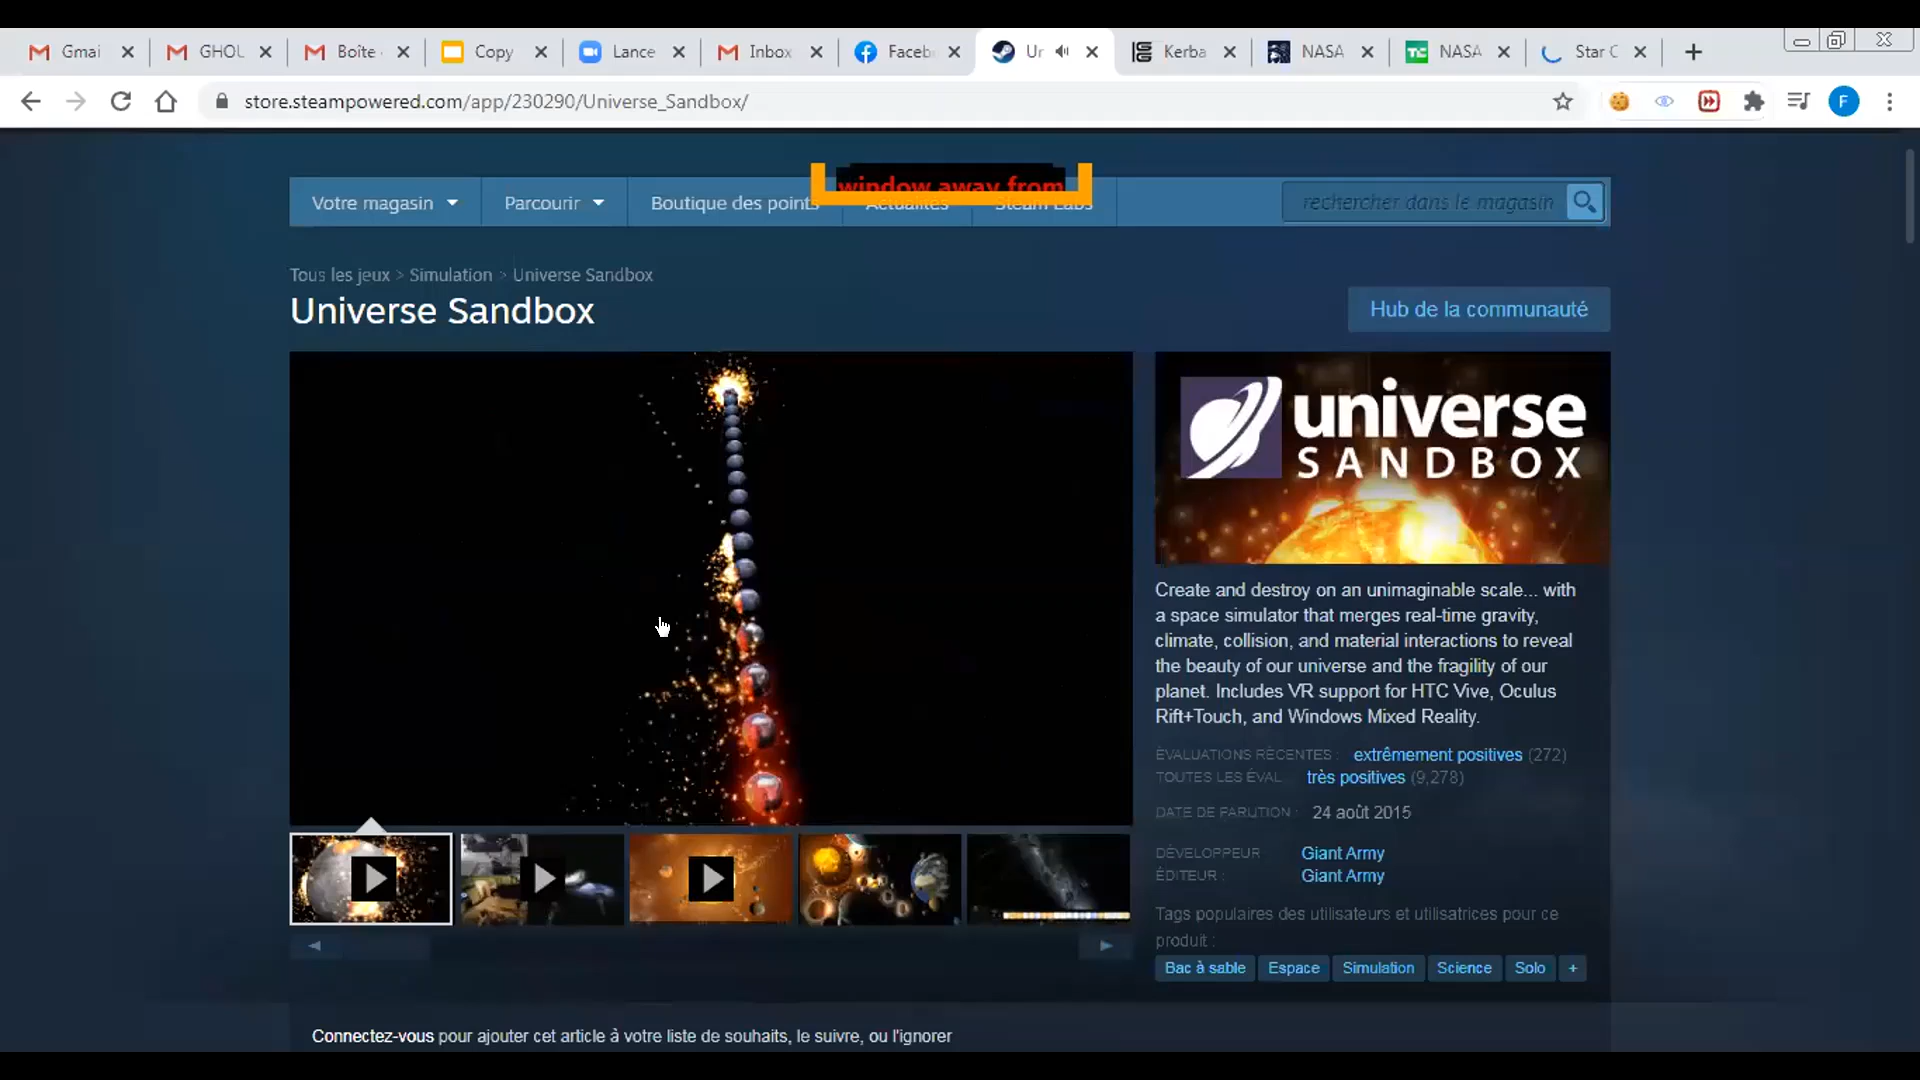 Gmai
GHOU
Boîte
Copy
Lance
Inbox
Faceb
Ur
Kerba
NASA
NASA
Star C
store.steampowered.com/app/230290/Universe_Sandbox/
F
window away from
Votre magasin
Parcourir
Boutique des points
Actualités
Steam Labs
rechercher dans le magasin
Tous les jeux > Simulation > Universe Sandbox
Universe Sandbox
Hub de la communauté
universe
SANDBOX
Create and destroy on an unimaginable scale... with
a space simulator that merges real-time gravity,
climate, collision, and material interactions to reveal
the beauty of our universe and the fragility of our
planet. Includes VR support for HTC Vive, Oculus
Rift+Touch, and Windows Mixed Reality.
ÉVALUATIONS RÉCENTES : extrêmement positives (272)
TOUTES LES ÉVAL. très positives (9,278)
DATE DE PARUTION : 24 août 2015
DÉVELOPPEUR Giant Army
ÉDITEUR : Giant Army
Tags populaires des utilisateurs et utilisatrices pour ce
produit :
Bac à sable
Espace
Simulation
Science
Solo
+
Connectez-vous pour ajouter cet article à votre liste de souhaits, le suivre, ou l'ignorer